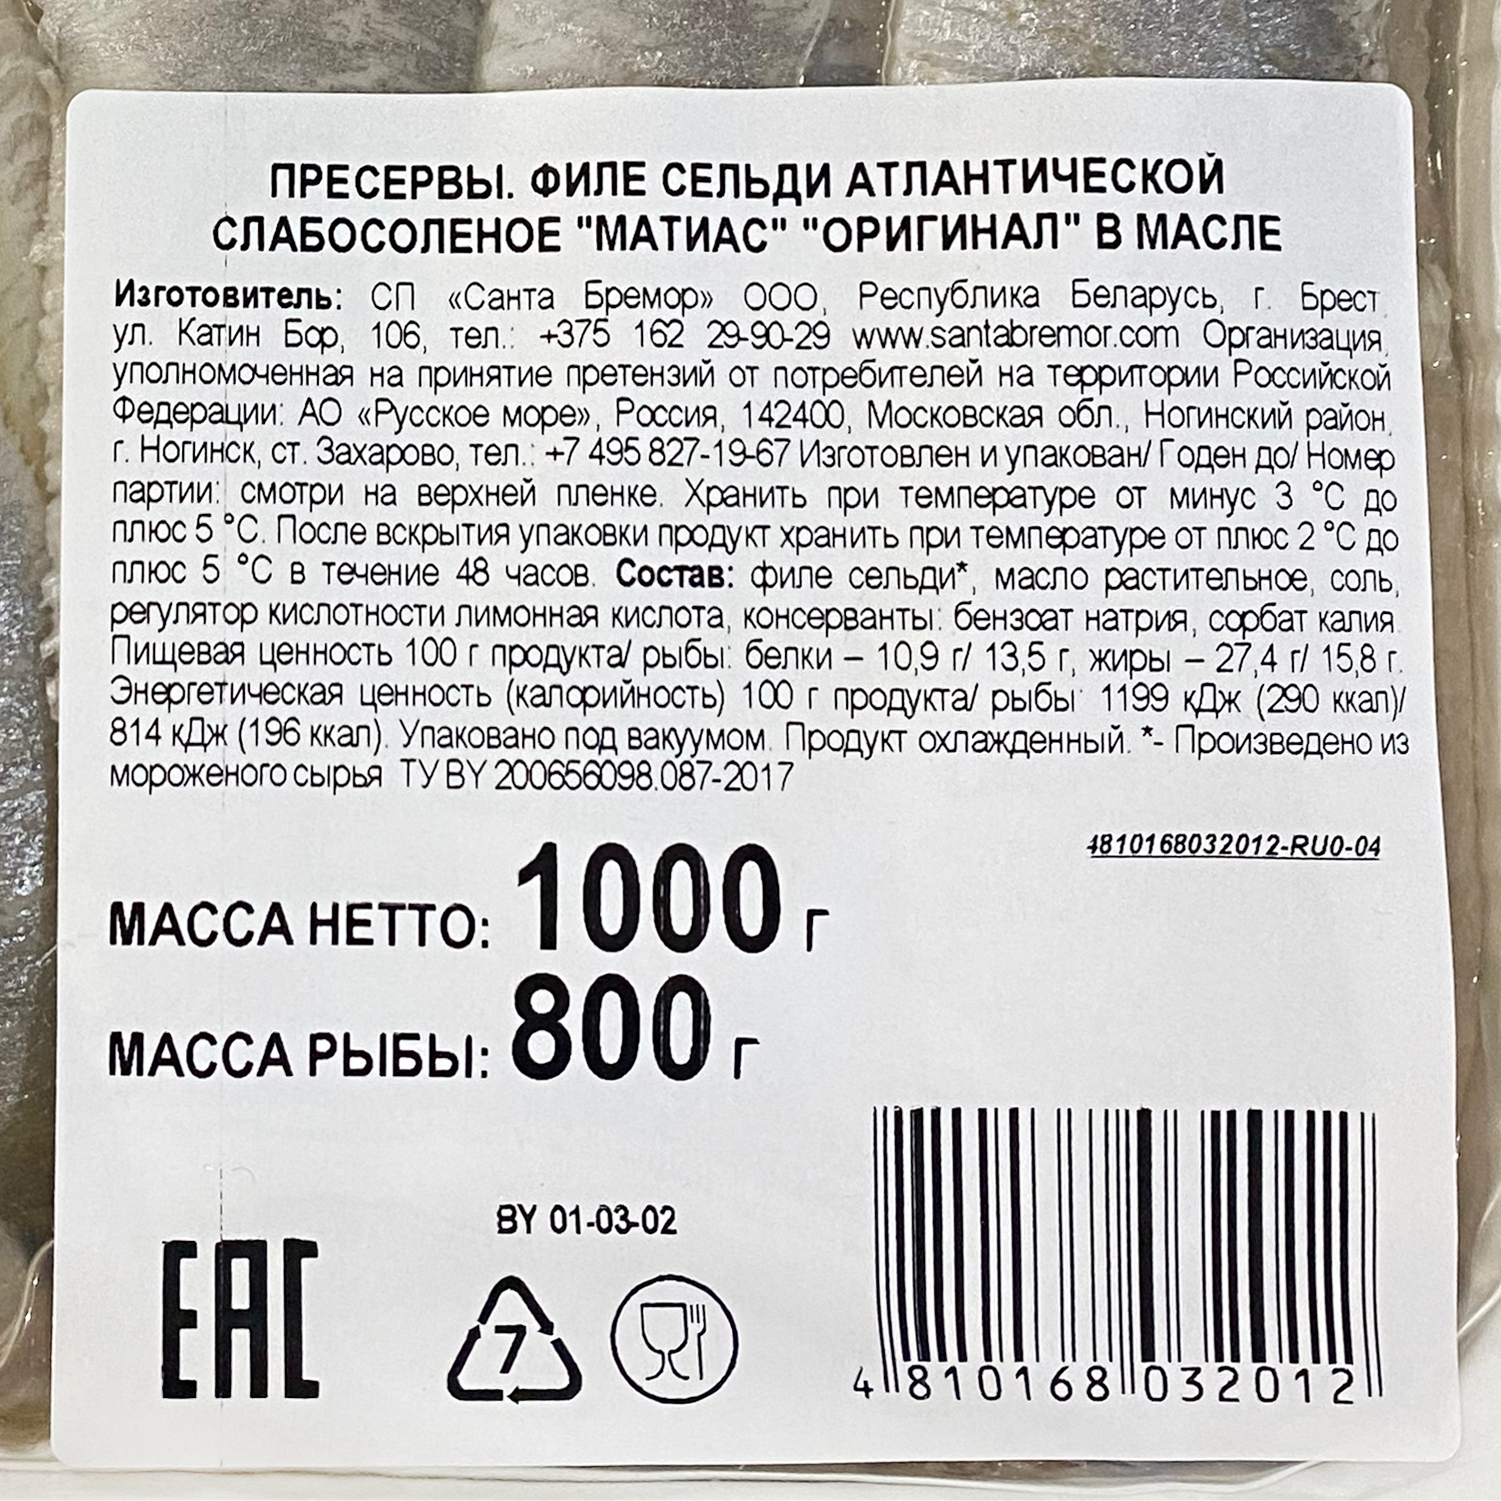 ПРЕСЕРВЫ. ФИЛЕ СЕЛЬДИ АТЛАНТИЧЕСКОЙ
СЛАБОСОЛЕНОЕ "МАТИАС" "ОРИГИНАЛ" В МАСЛЕ
Изготовитель: СП «Санта Бремор» ООО, Республика Беларусь, г. Брест,
ул. Катин Бор, 106, тел.: +375 162 29-90-29 www.santabremor.com Организация,
уполномоченная на принятие претензий от потребителей на территории Российской
Федерации: АО «Русское море», Россия, 142400, Московская обл., Ногинский район,
г. Ногинск, ст. Захарово, тел.: +7 495 827-19-67 Изготовлен и упакован/ Годен до/ Номер
партии: смотри на верхней пленке. Хранить при температуре от минус 3 °С до
плюс 5 °С. После вскрытия упаковки продукт хранить при температуре от плюс 2 °С до
плюс 5 °С в течение 48 часов. Состав: филе сельди*, масло растительное, соль,
регулятор кислотности лимонная кислота, консерванты: бензоат натрия, сорбат калия.
Пищевая ценность 100 г продукта/ рыбы: белки – 10,9 г/ 13,5 г, жиры – 27,4 г/ 15,8 г.
Энергетическая ценность (калорийность) 100 г продукта/ рыбы: 1199 кДж (290 ккал)/
814 кДж (196 ккал). Упаковано под вакуумом. Продукт охлажденный. *- Произведено из
мороженого сырья ТУ BY 200656098.087-2017
4810168032012-RU0-04
МАССА НЕТТО: 1000 г
МАССА РЫБЫ: 800 г
BY 01-03-02
ЕАС
7
4 810168 032012